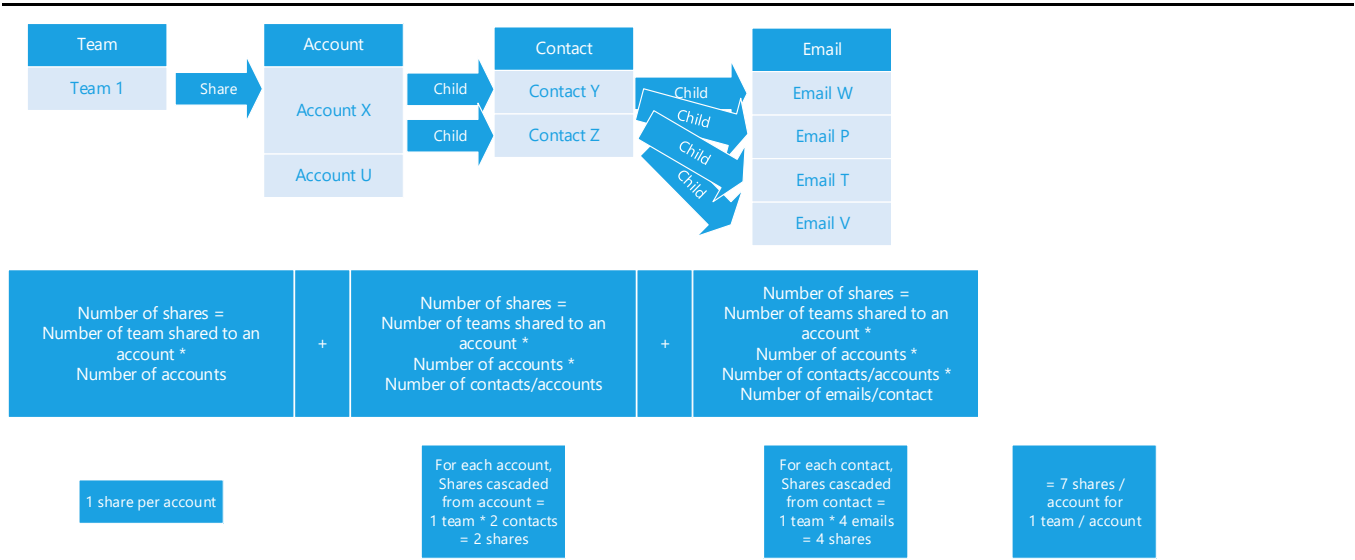 Team
Team 1
Share
Account
Account X
Account U
Child
Child
Contact
Contact Y
Contact Z
Child
Child
Child
Child
Email
Email W
Email P
Email T
Email V
Number of shares =
Number of team shared to an
account *
Number of accounts
+
Number of shares =
Number of teams shared to an
account *
Number of accounts *
Number of contacts/accounts
+
Number of shares =
Number of teams shared to an
account *
Number of accounts *
Number of contacts/accounts *
Number of emails/contact
1 share per account
For each account,
Shares cascaded
from account =
1 team * 2 contacts
= 2 shares
For each contact,
Shares cascaded
from contact =
1 team * 4 emails
= 4 shares
= 7 shares /
account for
1 team / account